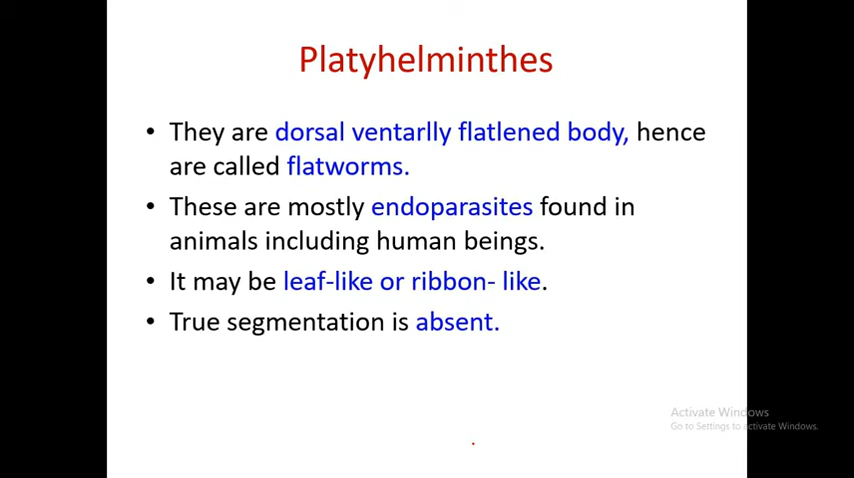 Platyhelminthes
• They are dorsal ventarlly flatlened body, hence
are called flatworms.
• These are mostly endoparasites found in
animals including human beings.
• It may be leaf-like or ribbon- like.
• True segmentation is absent.
Activate Windows
Go to Settings to activate Windows.